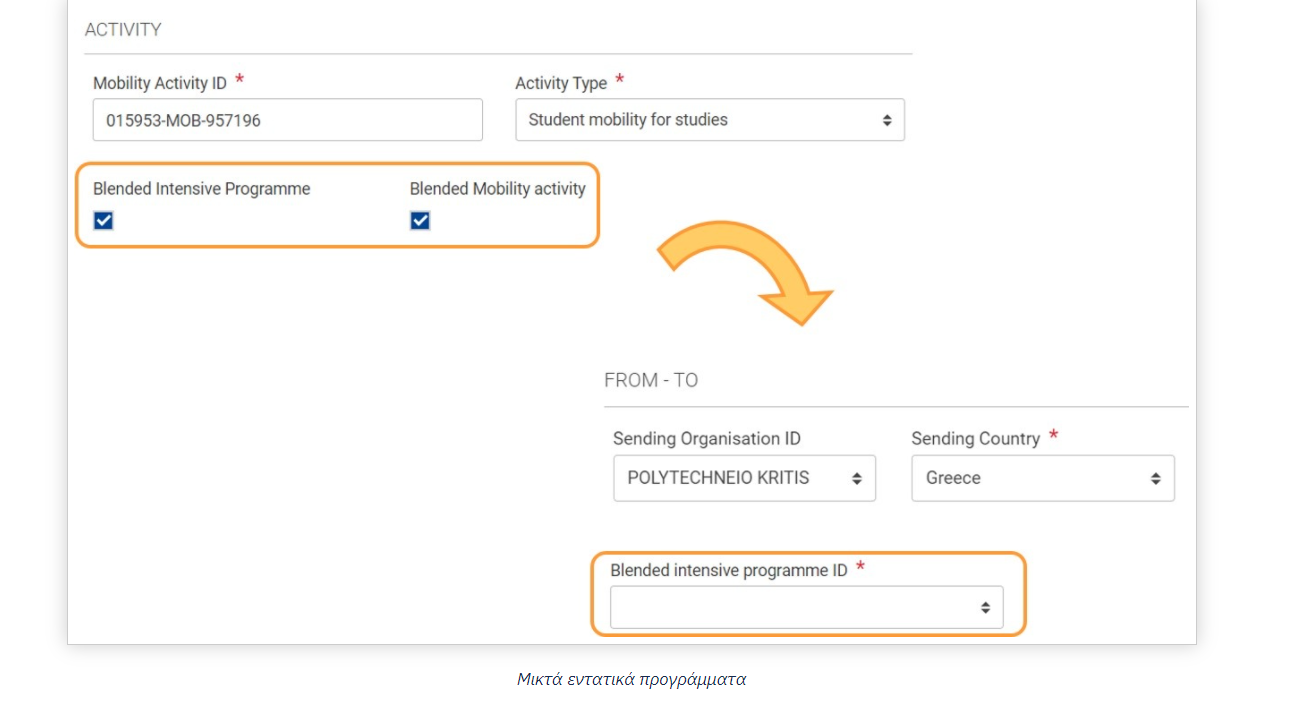 ACTIVITY
Mobility Activity ID *
Activity Type *
015953-MOB-957196
Student mobility for studies
Blended Intensive Programme
Blended Mobility activity
FROM - TO
Sending Organisation ID
Sending Country *
POLYTECHNEIO KRITIS
Greece
Blended intensive programme ID *
Μικτά εντατικά προγράμματα